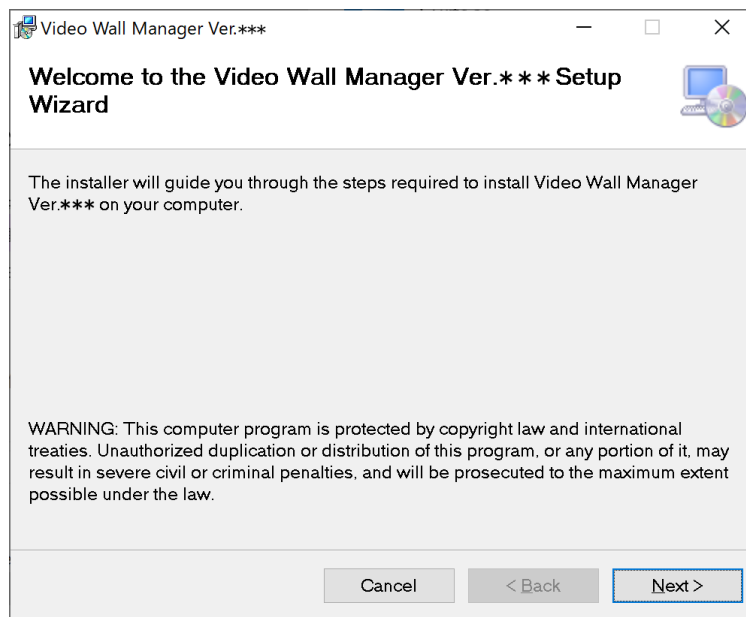 Video Wall Manager Ver.***
Welcome to the Video Wall Manager Ver.＊＊＊Setup
Wizard
The installer will guide you through the steps required to install Video Wall Manager
Ver.*** on your computer.
WARNING: This computer program is protected by copyright law and international
treaties. Unauthorized duplication or distribution of this program, or any portion of it, may
result in severe civil or criminal penalties, and will be prosecuted to the maximum extent
possible under the law.
Cancel < Back Next >